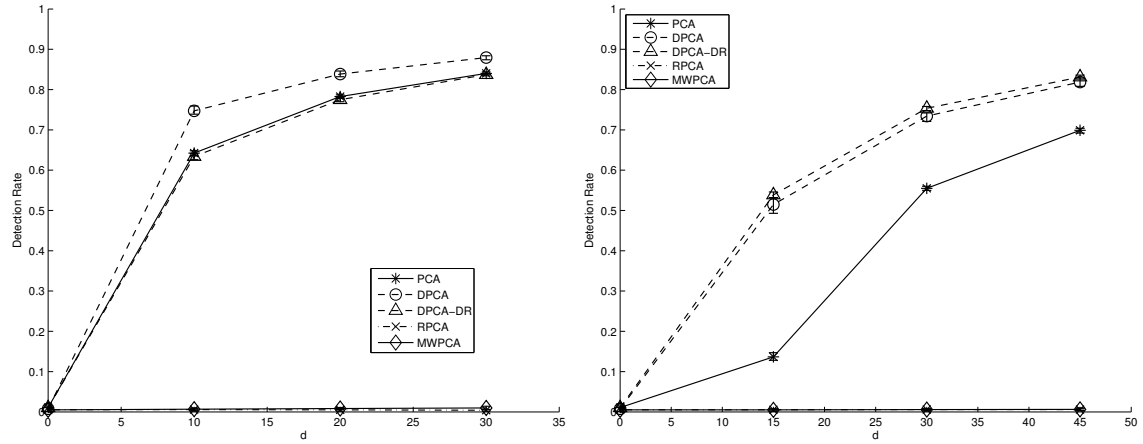 1
0.9
0.8
0.7
0.6
0.5
0.4
0.3
0.2
0.1
0
Detection Rate
PCA
DPCA
DPCA-DR
RPCA
MWPCA
0 5 10 15 20 25 30 35
d
1
0.9
0.8
0.7
0.6
0.5
0.4
0.3
0.2
0.1
0
Detection Rate
PCA
DPCA
DPCA-DR
RPCA
MWPCA
0 5 10 15 20 25 30 35 40 45 50
d